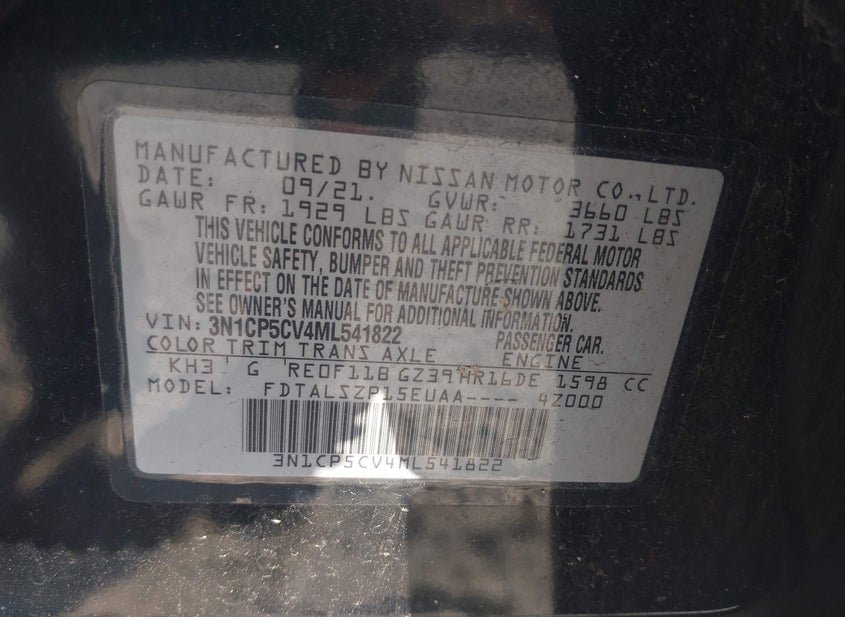 MANUFACTURED BY NISSAN MOTOR CO.,LTD.
DATE: 09/21. GVWR: 3660 LBS
GAWR FR: 1929 LBS GAWR RR: 1731 LBS
THIS VEHICLE CONFORMS TO ALL APPLICABLE FEDERAL MOTOR
VEHICLE SAFETY, BUMPER AND THEFT PREVENTION STANDARDS
IN EFFECT ON THE DATE OF MANUFACTURE SHOWN ABOVE.
SEE OWNER'S MANUAL FOR ADDITIONAL INFORMATION.
VIN: 3N1CP5CV4ML541822 PASSENGER CAR.
COLOR TRIM TRANS AXLE ENGINE
KH3 ' G RE0F11B GZ39 HR16DE 1598 CC
MODEL: FDTALSZP15EUAA---- 4Z000
3N1CP5CV4ML541822